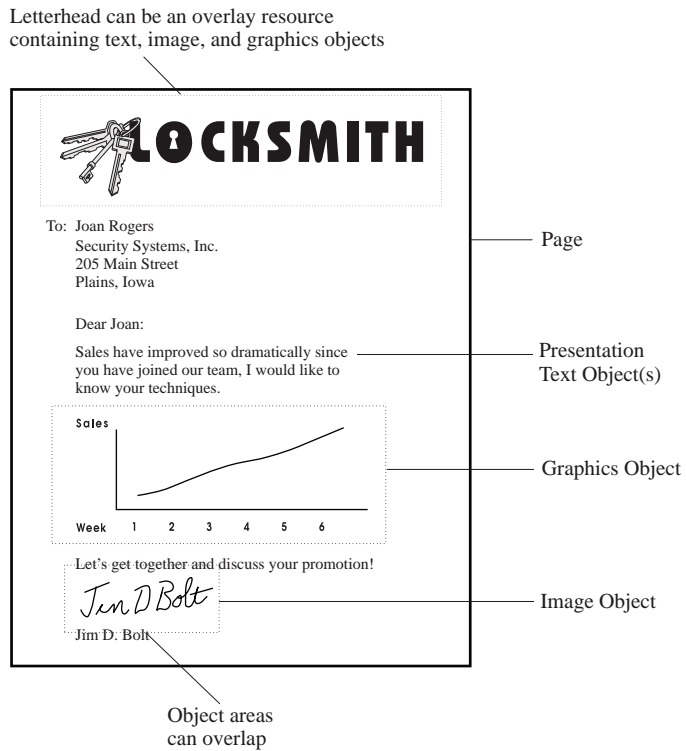 Letterhead can be an overlay resource
containing text, image, and graphics objects
LOCKSMITH
To: Joan Rogers
Security Systems, Inc.
205 Main Street
Plains, Iowa
Page
Dear Joan:
Sales have improved so dramatically since
you have joined our team, I would like to
know your techniques.
Presentation
Text Object(s)
Sales
Graphics Object
Week 1 2 3 4 5 6
Let's get together and discuss your promotion!
Jim D Bolt
Image Object
Jim D. Bolt
Object areas
can overlap